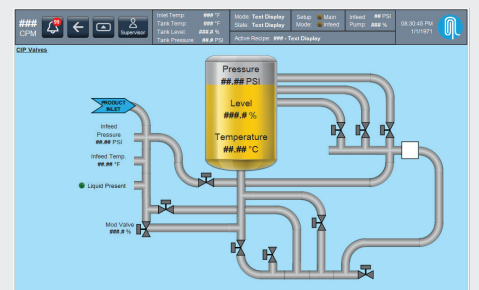 ###
CPM
99
Supervisor
Inlet Temp: ### °F
Tank Temp: ### °F
Tank Level: ###.# %
Tank Pressure: ##.# PSI
Mode: Text Display
State: Text Display
Setup: Main
Mode: Infeed
Infeed ## PSI
Pump: ### %
Active Recipe: ### - Text Display
08:30:45 PM
1/1/1971
CIP Valves
PRODUCT
INLET
Infeed
Pressure
##.## PSI
Infeed Temp.
##.## °F
Liquid Present
Mod Valve
###.# %
Pressure
##.## PSI
Level
###.# %
Temperature
##.## °C